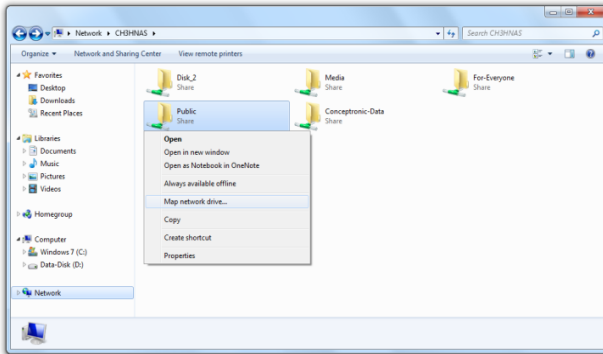 Network ▸ CH3HNAS ▸
Search CH3HNAS
Organize ▾ Network and Sharing Center View remote printers
Favorites
Desktop
Downloads
Recent Places
Libraries
Documents
Music
Pictures
Videos
Homegroup
Computer
Windows 7 (C:)
Data-Disk (D:)
Network
Disk_2
Share
Media
Share
For-Everyone
Share
Public
Share
Conceptronic-Data
Share
Open
Open in new window
Open as Notebook in OneNote
Always available offline
Map network drive...
Copy
Create shortcut
Properties